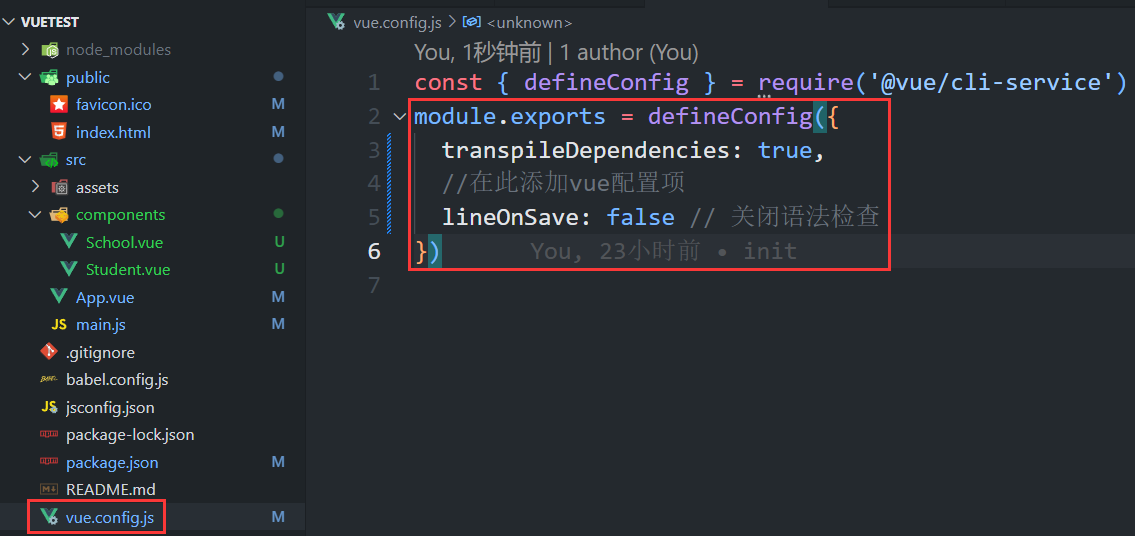 VUETEST
node_modules
public
favicon.ico M
index.html M
src
assets
components
School.vue U
Student.vue U
App.vue M
JS main.js M
.gitignore
BABEL babel.config.js
JS jsconfig.json
package-lock.json
package.json M
README.md
vue.config.js M
vue.config.js > <unknown>
You, 1秒钟前 | 1 author (You)
1 const { defineConfig } = require('@vue/cli-service')
2 module.exports = defineConfig({
3 transpileDependencies: true,
4 //在此添加vue配置项
5 lineOnSave: false // 关闭语法检查
6 }) You, 23小时前 • init
7